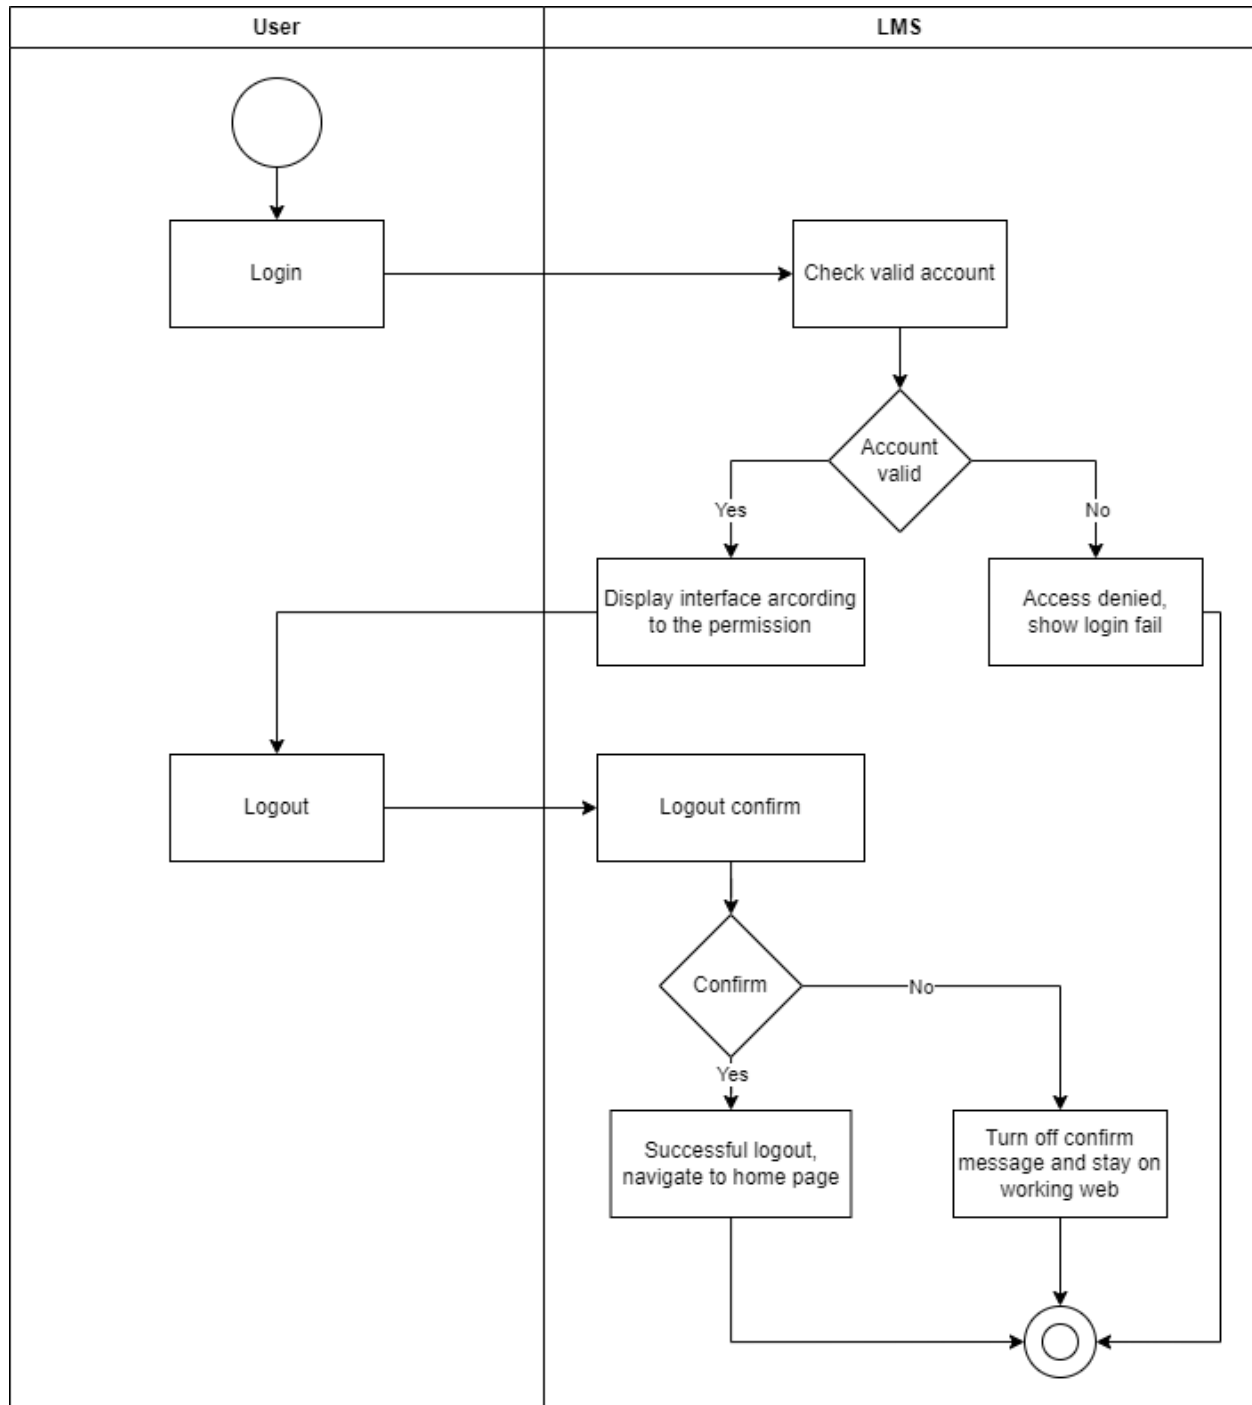 User
LMS
Login
Check valid account
Account
valid
Yes
No
Display interface arcording
to the permission
Access denied,
show login fail
Logout
Logout confirm
Confirm
No
Yes
Successful logout,
navigate to home page
Turn off confirm
message and stay on
working web